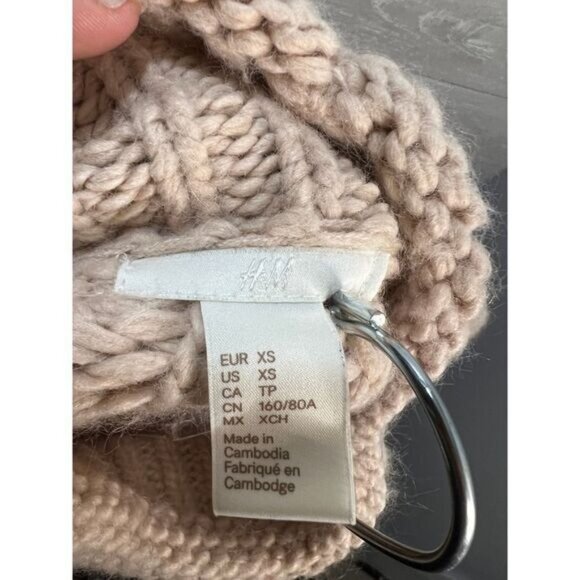 H&M
EUR XS
US XS
CA TP
CN 160/80A
MX XCH
Made in
Cambodia
Fabriqué en
Cambodge